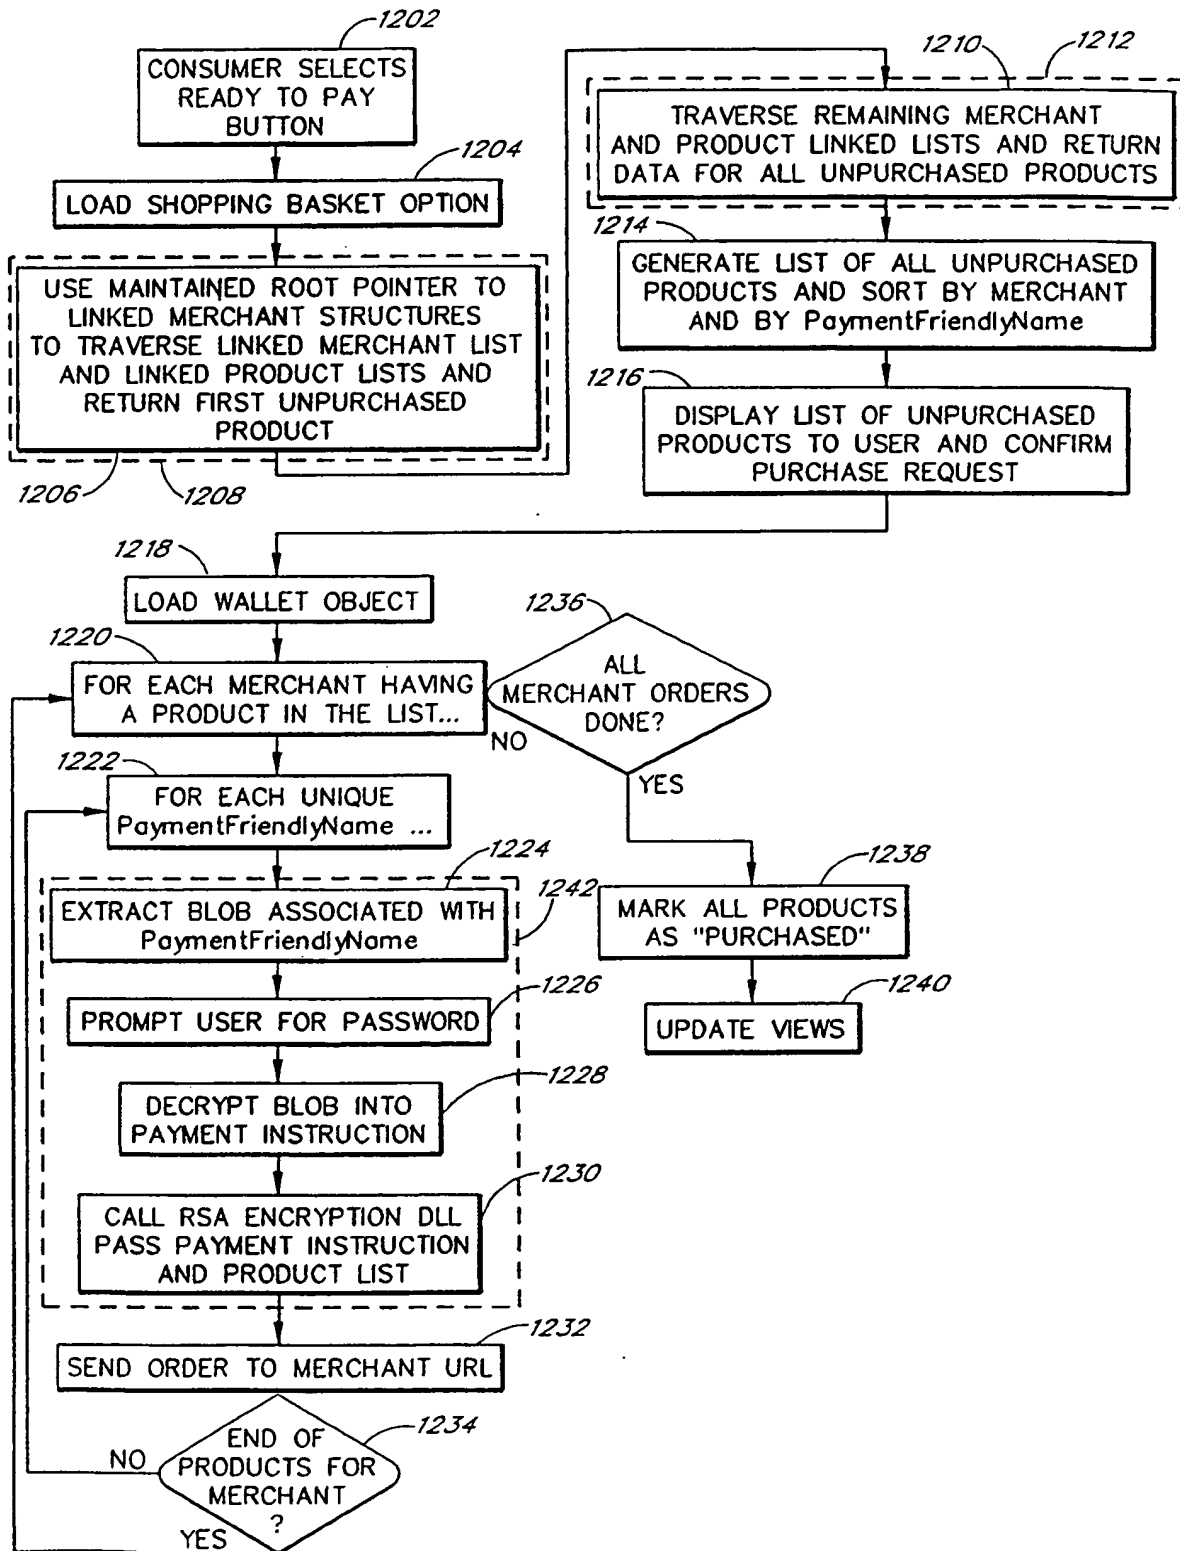 1202
CONSUMER SELECTS
READY TO PAY
BUTTON
1204
LOAD SHOPPING BASKET OPTION
USE MAINTAINED ROOT POINTER TO
LINKED MERCHANT STRUCTURES
TO TRAVERSE LINKED MERCHANT LIST
AND LINKED PRODUCT LISTS AND
RETURN FIRST UNPURCHASED
PRODUCT
1206
1208
1210
1212
TRAVERSE REMAINING MERCHANT
AND PRODUCT LINKED LISTS AND RETURN
DATA FOR ALL UNPURCHASED PRODUCTS
1214
GENERATE LIST OF ALL UNPURCHASED
PRODUCTS AND SORT BY MERCHANT
AND BY PaymentFriendlyName
1216
DISPLAY LIST OF UNPURCHASED
PRODUCTS TO USER AND CONFIRM
PURCHASE REQUEST
1218
LOAD WALLET OBJECT
1220
FOR EACH MERCHANT HAVING
A PRODUCT IN THE LIST...
1222
FOR EACH UNIQUE
PaymentFriendlyName ...
1224
1242
EXTRACT BLOB ASSOCIATED WITH
PaymentFriendlyName
1226
PROMPT USER FOR PASSWORD
1228
DECRYPT BLOB INTO
PAYMENT INSTRUCTION
1230
CALL RSA ENCRYPTION DLL
PASS PAYMENT INSTRUCTION
AND PRODUCT LIST
1232
SEND ORDER TO MERCHANT URL
1234
END OF
PRODUCTS FOR
MERCHANT
?
NO
YES
1236
ALL
MERCHANT ORDERS
DONE?
NO
YES
1238
MARK ALL PRODUCTS
AS "PURCHASED"
1240
UPDATE VIEWS